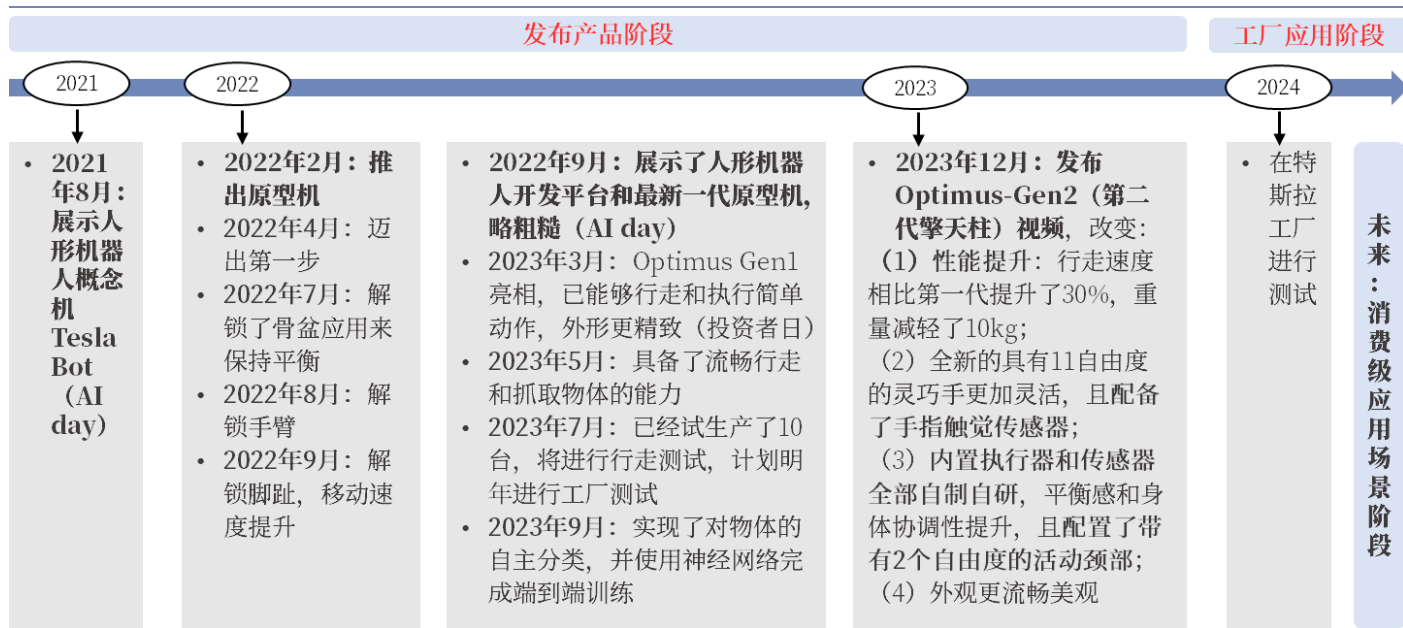 发布产品阶段
工厂应用阶段
2021
2022
2023
2024
• 2021
年8月：
展示人
形机器
人概念
机
Tesla
Bot
（AI
day）
• 2022年2月：推
出原型机
• 2022年4月：迈
出第一步
• 2022年7月：解
锁了骨盆应用来
保持平衡
• 2022年8月：解
锁手臂
• 2022年9月：解
锁脚趾，移动速
度提升
• 2022年9月：展示了人形机器
人开发平台和最新一代原型机，
略粗糙（AI day）
• 2023年3月：Optimus Gen1
亮相，已能够行走和执行简单
动作，外形更精致（投资者日）
• 2023年5月：具备了流畅行走
和抓取物体的能力
• 2023年7月：已经试生产了10
台，将进行行走测试，计划明
年进行工厂测试
• 2023年9月：实现了对物体的
自主分类，并使用神经网络完
成端到端训练
• 2023年12月：发布
Optimus-Gen2（第二
代擎天柱）视频，改变：
（1）性能提升：行走速度
相比第一代提升了30%，重
量减轻了10kg；
（2）全新的具有11自由度
的灵巧手更加灵活，且配备
了手指触觉传感器；
（3）内置执行器和传感器
全部自制自研，平衡感和身
体协调性提升，且配置了带
有2个自由度的活动颈部；
（4）外观更流畅美观
• 在特
斯拉
工厂
进行
测试
未来：消费级应用场景阶段